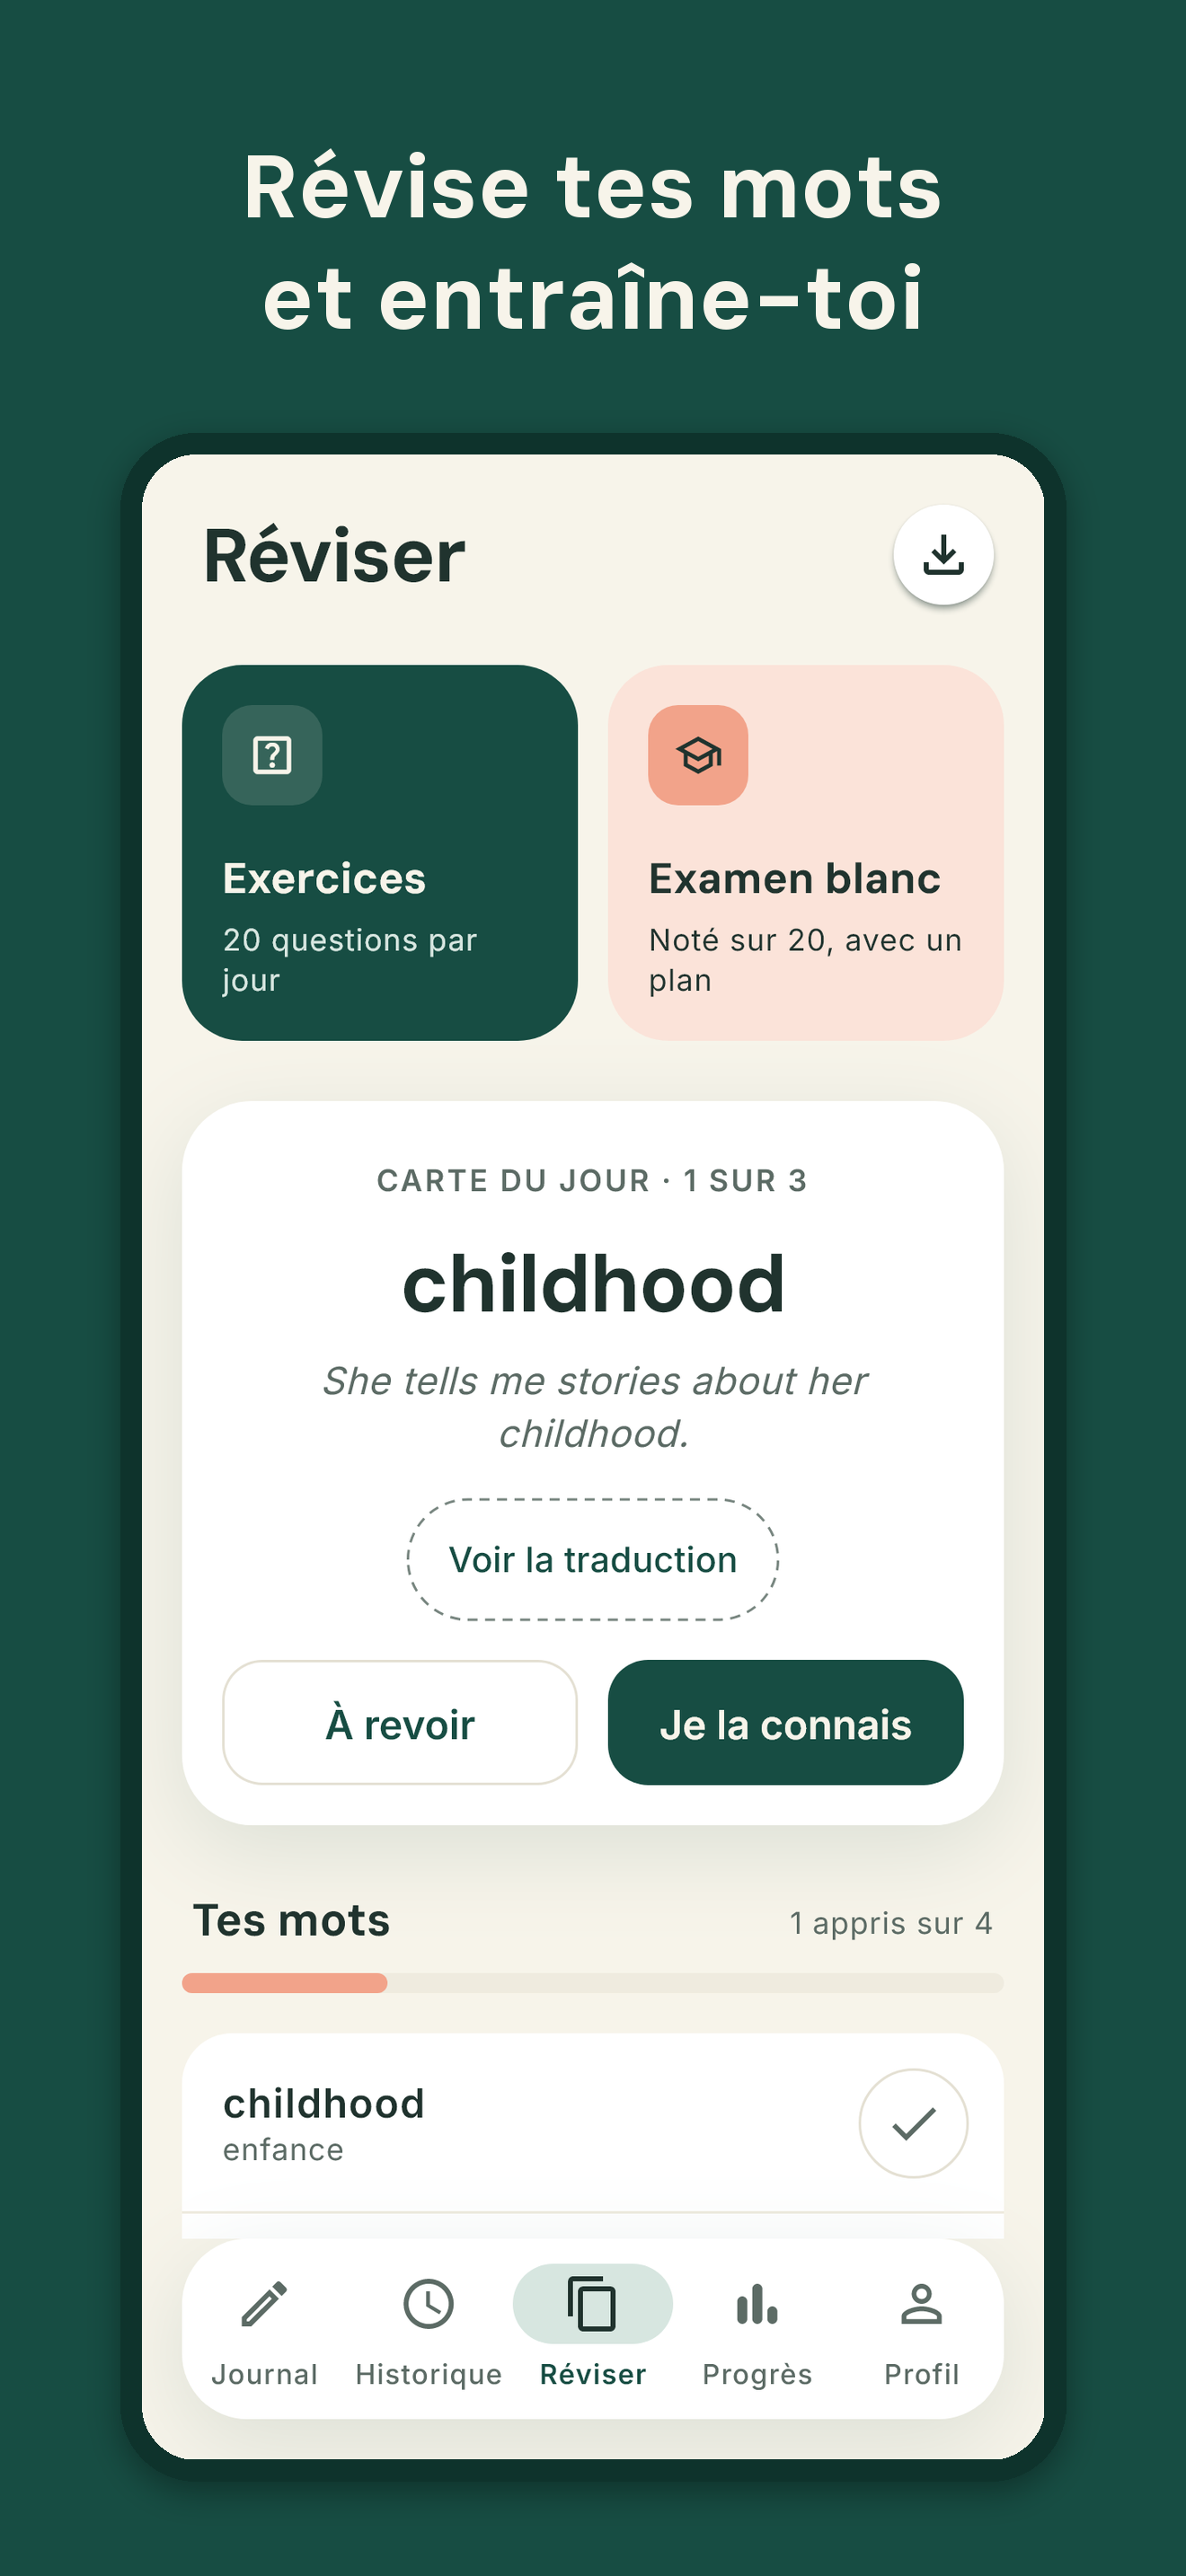 Révise tes mots
et entraîne-toi
Réviser
Exercices
20 questions par
jour
Examen blanc
Noté sur 20, avec un
plan
CARTE DU JOUR · 1 SUR 3
childhood
She tells me stories about her
childhood.
Voir la traduction
À revoir
Je la connais
Tes mots
1 appris sur 4
childhood
enfance
Journal
Historique
Réviser
Progrès
Profil